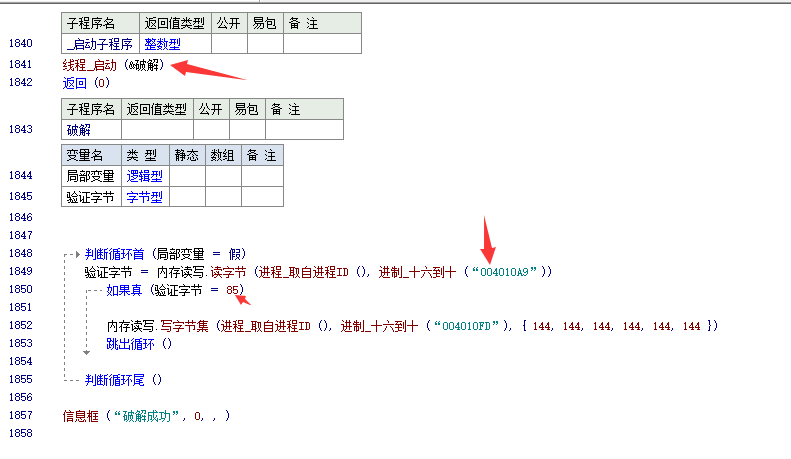 子程序名 返回值类型 公开 易包 备 注
1840 _启动子程序 整数型
1841 线程_启动 (&破解)
1842 返回 (0)
子程序名 返回值类型 公开 易包 备 注
1843 破解
变量名 类 型 静态 数组 备 注
1844 局部变量 逻辑型
1845 验证字节 字节型
1846
1847
1848 判断循环首 (局部变量 = 假)
1849 验证字节 = 内存读写.读字节 (进程_取自进程ID (), 进制_十六到十 (“004010A9”))
1850 如果真 (验证字节 = 85)
1851
1852 内存读写.写字节集 (进程_取自进程ID (), 进制_十六到十 (“004010FD”), { 144, 144, 144, 144, 144, 144 })
1853 跳出循环 ()
1854
1855 判断循环尾 ()
1856
1857 信息框 (“破解成功”, 0, , )
1858